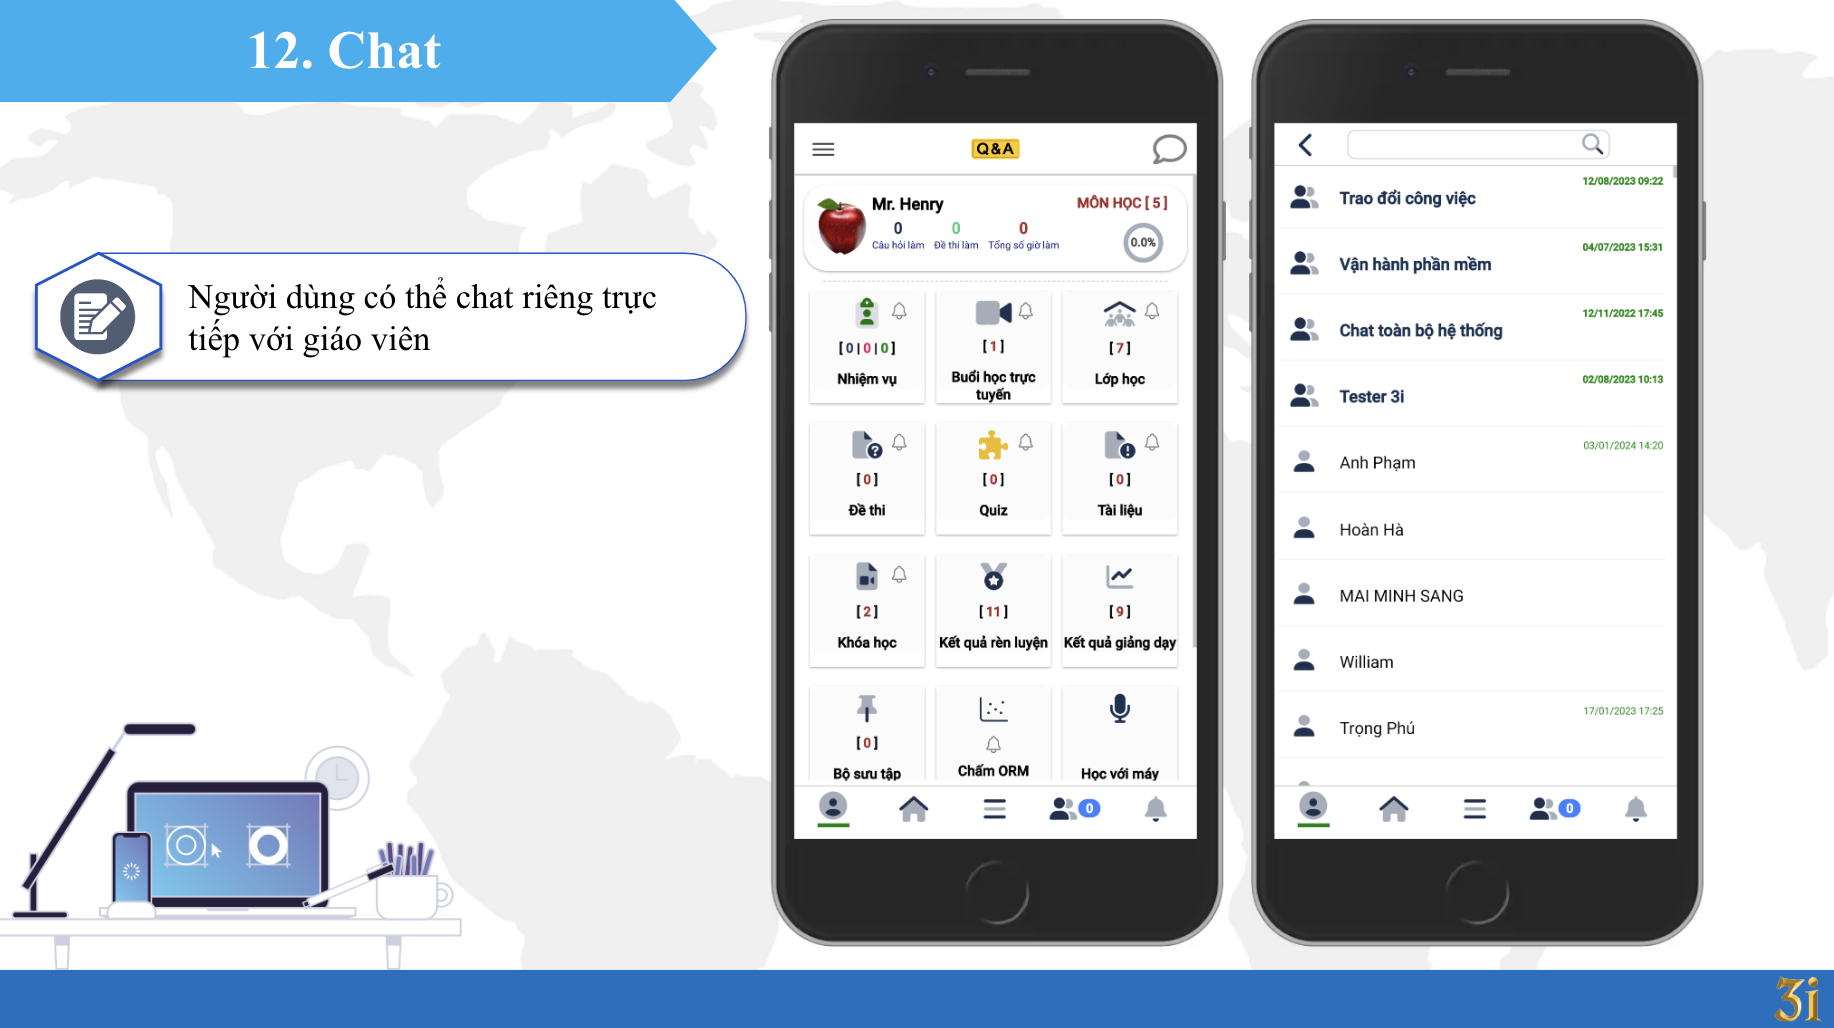 12. Chat
Người dùng có thể chat riêng trực
tiếp với giáo viên
Q&A
Mr. Henry
MÔN HỌC [ 5 ]
0 0 0
Câu hỏi làm Đề thi làm Tổng số giờ làm
0.0%
[ 0 | 0 | 0 ]
Nhiệm vụ
[ 1 ]
Buổi học trực
tuyến
[ 7 ]
Lớp học
[ 0 ]
Đề thi
[ 0 ]
Quiz
[ 0 ]
Tài liệu
[ 2 ]
Khóa học
[ 11 ]
Kết quả rèn luyện
[ 9 ]
Kết quả giảng dạy
[ 0 ]
Bộ sưu tập
Chấm ORM
Học với máy
0
12/08/2023 09:22
Trao đổi công việc
04/07/2023 15:31
Vận hành phần mềm
12/11/2022 17:45
Chat toàn bộ hệ thống
02/08/2023 10:13
Tester 3i
03/01/2024 14:20
Anh Phạm
Hoàn Hà
MAI MINH SANG
William
17/01/2023 17:25
Trọng Phú
0
3i